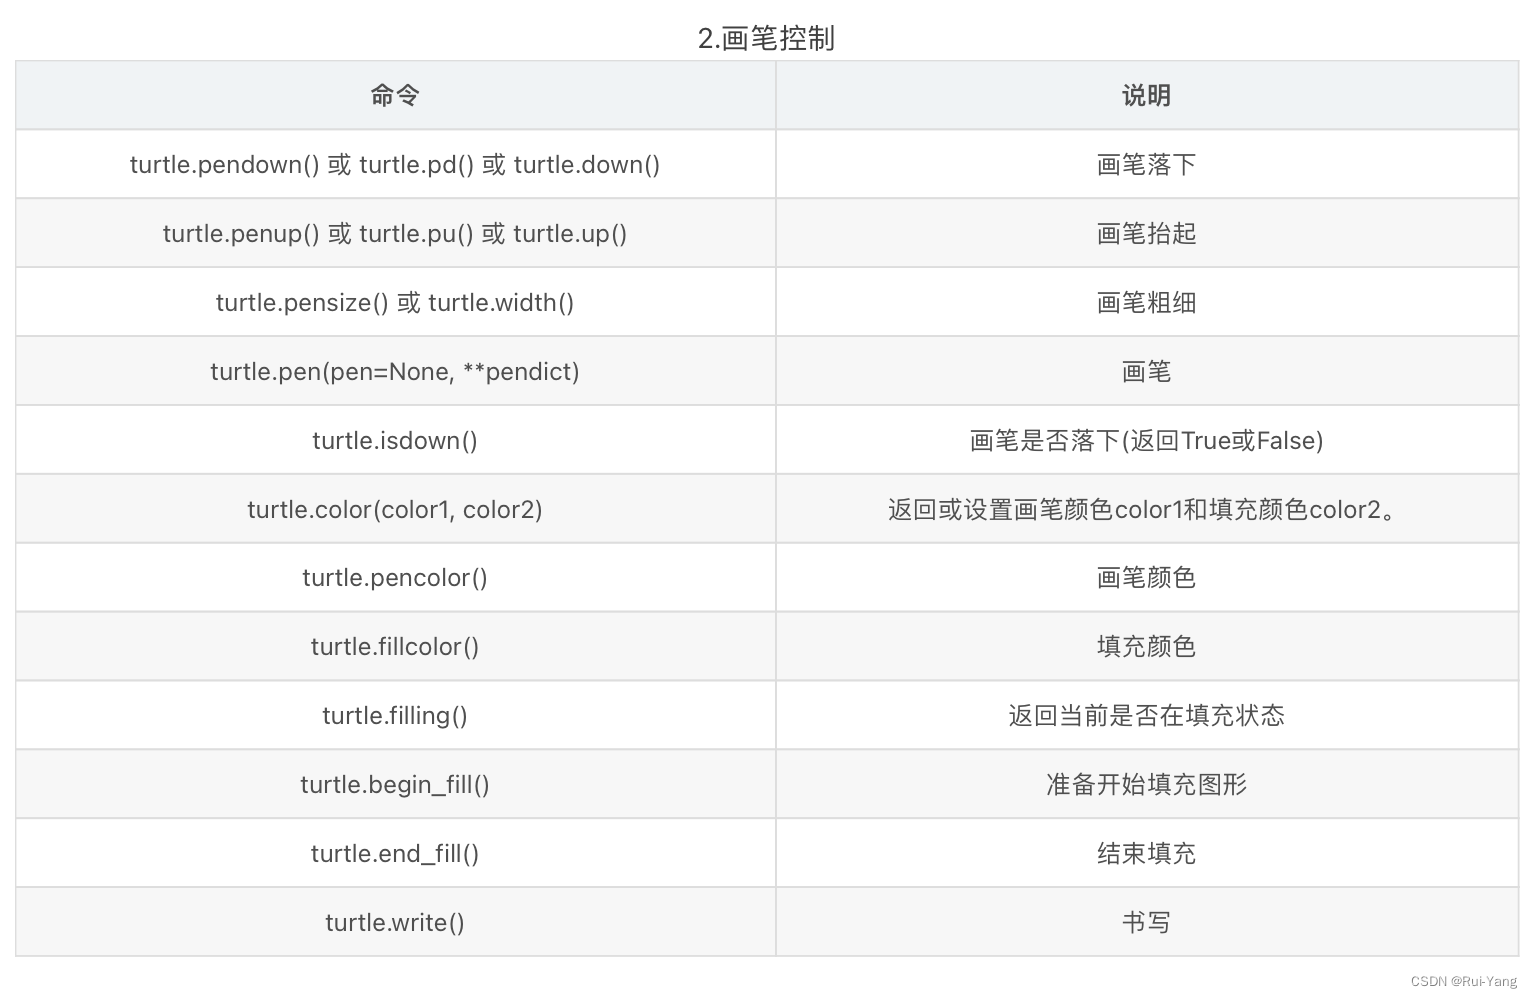 2.画笔控制
命令 说明
turtle.pendown() 或 turtle.pd() 或 turtle.down() 画笔落下
turtle.penup() 或 turtle.pu() 或 turtle.up() 画笔抬起
turtle.pensize() 或 turtle.width() 画笔粗细
turtle.pen(pen=None, **pendict) 画笔
turtle.isdown() 画笔是否落下(返回True或False)
turtle.color(color1, color2) 返回或设置画笔颜色color1和填充颜色color2。
turtle.pencolor() 画笔颜色
turtle.fillcolor() 填充颜色
turtle.filling() 返回当前是否在填充状态
turtle.begin_fill() 准备开始填充图形
turtle.end_fill() 结束填充
turtle.write() 书写
CSDN @Rui-Yang